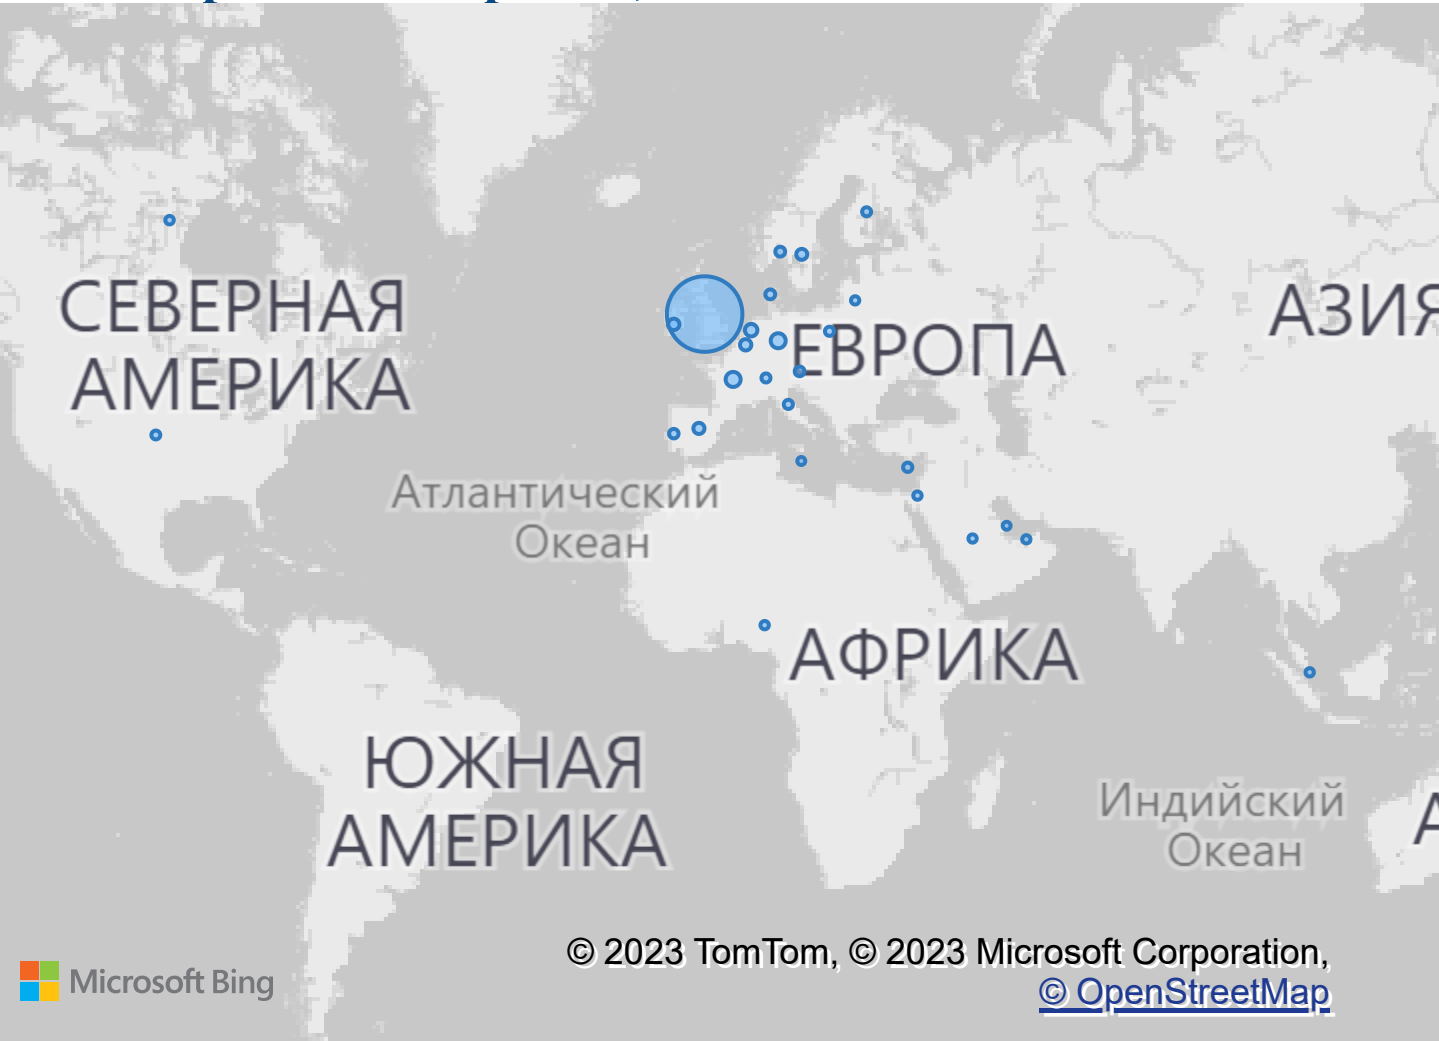 СЕВЕРНАЯ
АМЕРИКА
ЕВРОПА
АЗИЯ
Атлантический
Океан
АФРИКА
ЮЖНАЯ
АМЕРИКА
Индийский
Океан
А
© 2023 TomTom, © 2023 Microsoft Corporation,
© OpenStreetMap
Microsoft Bing